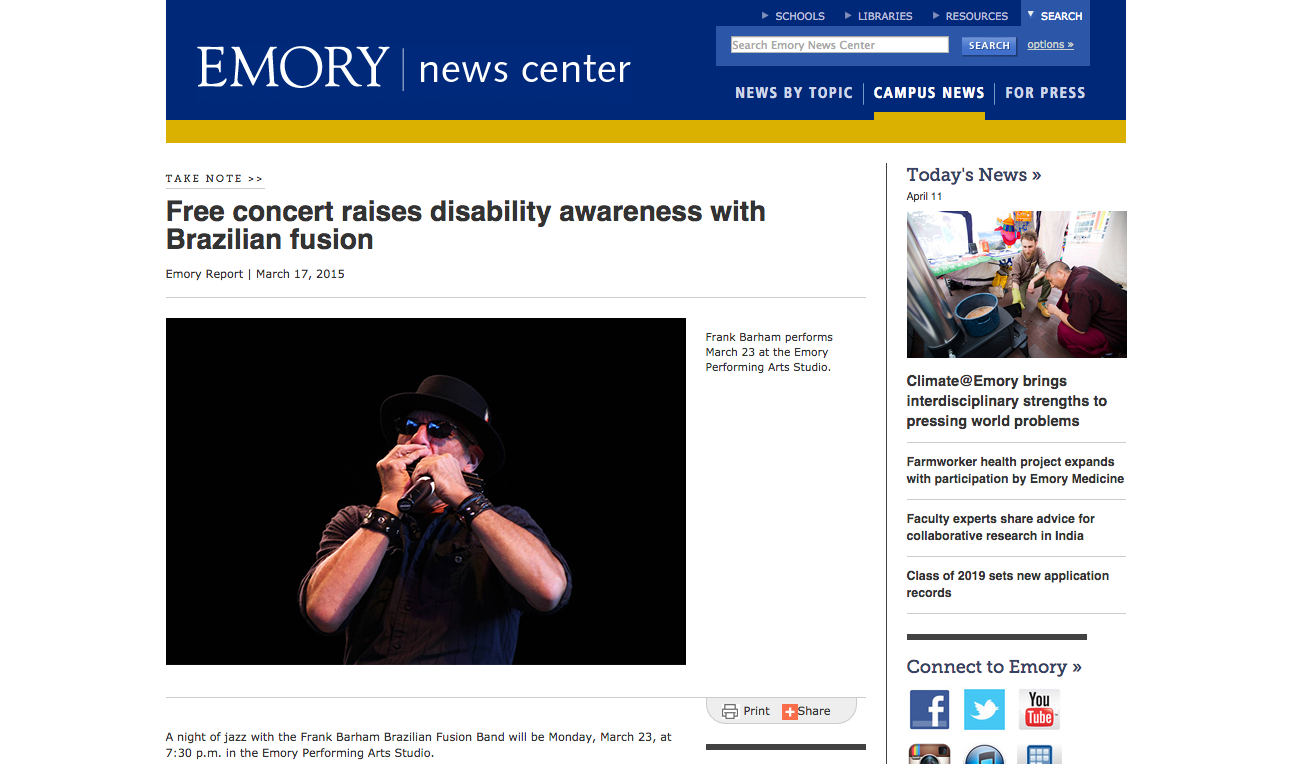 SCHOOLS LIBRARIES RESOURCES SEARCH
Search Emory News Center SEARCH options »
EMORY news center
NEWS BY TOPIC CAMPUS NEWS FOR PRESS
TAKE NOTE >>
Free concert raises disability awareness with
Brazilian fusion
Emory Report | March 17, 2015
Frank Barham performs
March 23 at the Emory
Performing Arts Studio.
Print Share
A night of jazz with the Frank Barham Brazilian Fusion Band will be Monday, March 23, at
7:30 p.m. in the Emory Performing Arts Studio.
Today's News »
April 11
Climate@Emory brings
interdisciplinary strengths to
pressing world problems
Farmworker health project expands
with participation by Emory Medicine
Faculty experts share advice for
collaborative research in India
Class of 2019 sets new application
records
Connect to Emory »
You
Tube